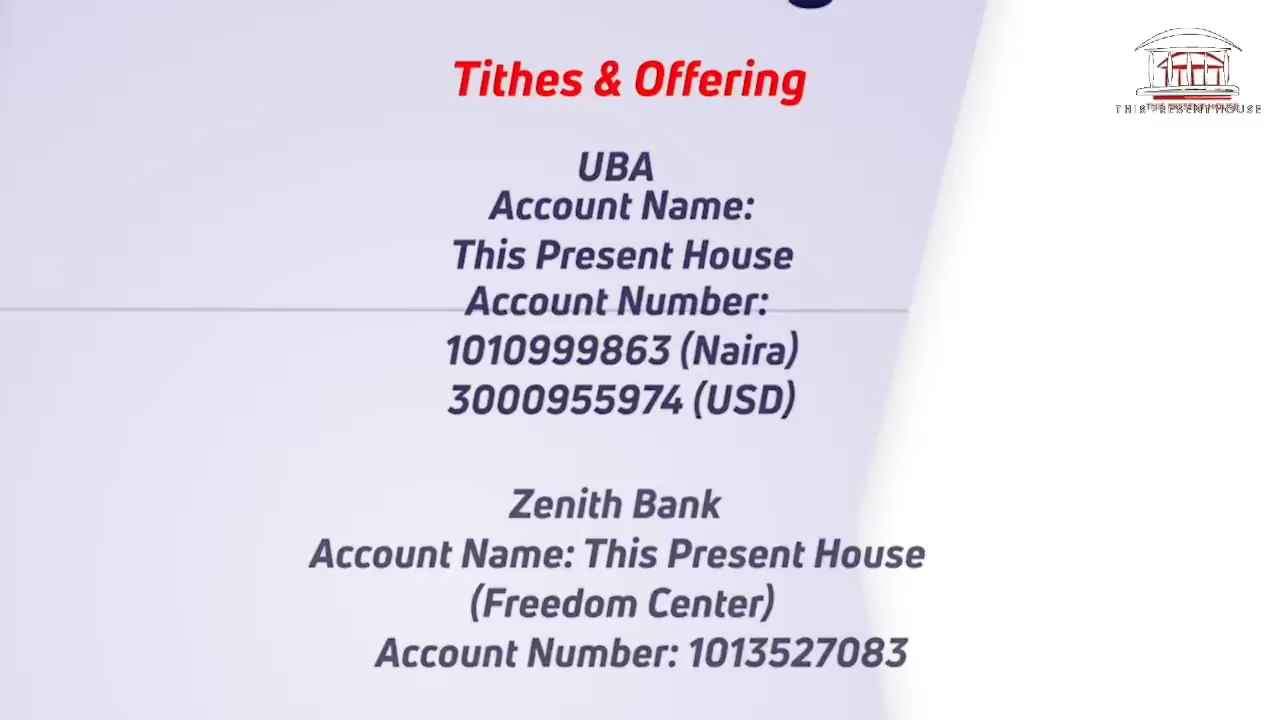 Tithes & Offering
UBA
Account Name:
This Present House
Account Number:
1010999863 (Naira)
3000955974 (USD)
Zenith Bank
Account Name: This Present House
(Freedom Center)
Account Number: 1013527083
THIS PRESENT HOUSE